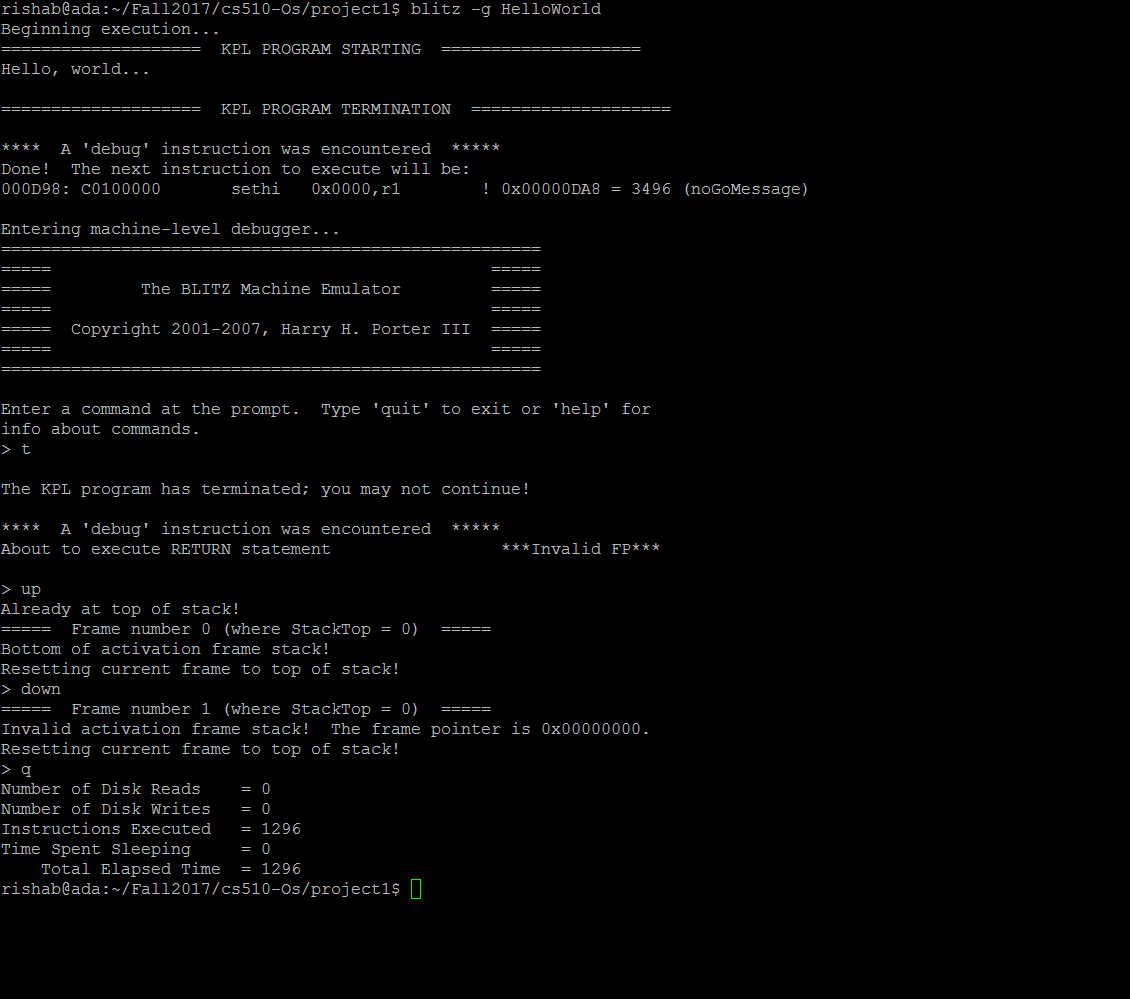 rishab@ada:~/Fall2017/cs510-Os/project1$ blitz -g HelloWorld
Beginning execution...
====================  KPL PROGRAM STARTING  ====================
Hello, world...
====================  KPL PROGRAM TERMINATION  ====================
****  A 'debug' instruction was encountered  *****
Done!  The next instruction to execute will be:
000D98: C0100000       sethi   0x0000,r1        ! 0x00000DA8 = 3496 (noGoMessage)
Entering machine-level debugger...
======================================================
=====                                            =====
=====         The BLITZ Machine Emulator         =====
=====                                            =====
=====  Copyright 2001-2007, Harry H. Porter III  =====
=====                                            =====
======================================================
Enter a command at the prompt.  Type 'quit' to exit or 'help' for
info about commands.
> t
The KPL program has terminated; you may not continue!
****  A 'debug' instruction was encountered  *****
About to execute RETURN statement                 ***Invalid FP***
> up
Already at top of stack!
=====  Frame number 0 (where StackTop = 0)  =====
Bottom of activation frame stack!
Resetting current frame to top of stack!
> down
=====  Frame number 1 (where StackTop = 0)  =====
Invalid activation frame stack!  The frame pointer is 0x00000000.
Resetting current frame to top of stack!
> q
Number of Disk Reads    = 0
Number of Disk Writes   = 0
Instructions Executed   = 1296
Time Spent Sleeping     = 0
    Total Elapsed Time  = 1296
rishab@ada:~/Fall2017/cs510-Os/project1$